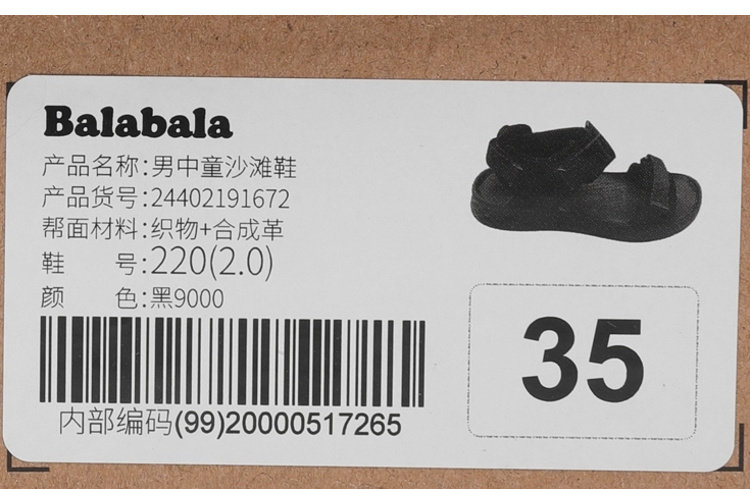 Balabala
产品名称:男中童沙滩鞋
产品货号:24402191672
帮面材料:织物+合成革
鞋 号:220(2.0)
颜 色:黑9000
35
内部编码(99)20000517265